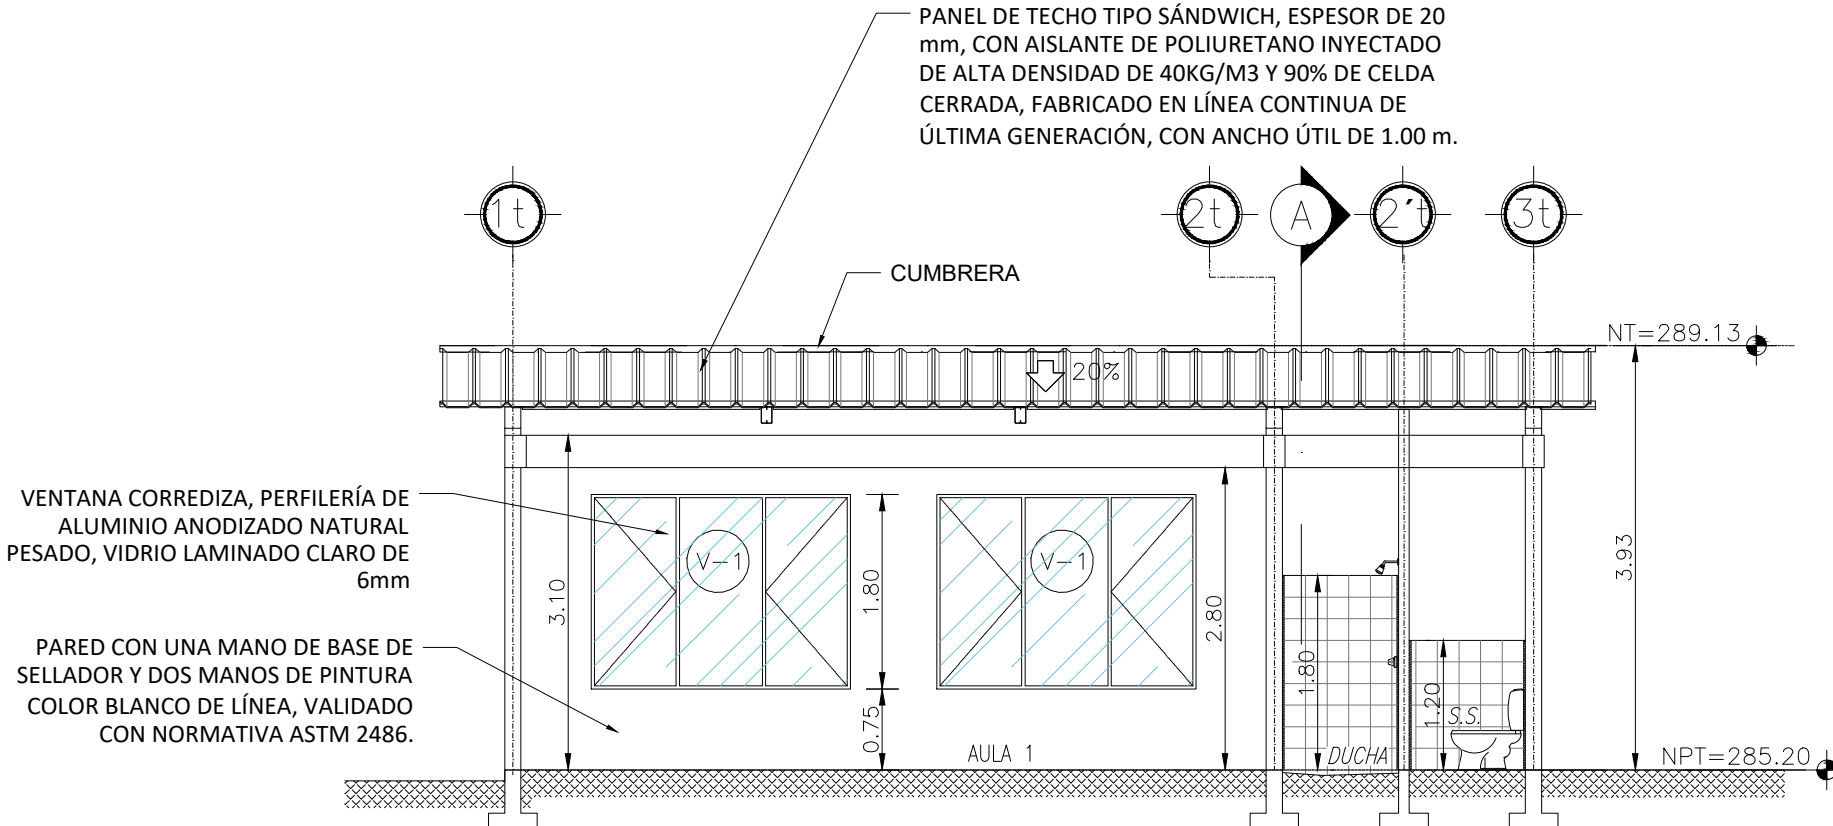 PANEL DE TECHO TIPO SÁNDWICH, ESPESOR DE 20
mm, CON AISLANTE DE POLIURETANO INYECTADO
DE ALTA DENSIDAD DE 40KG/M3 Y 90% DE CELDA
CERRADA, FABRICADO EN LÍNEA CONTINUA DE
ÚLTIMA GENERACIÓN, CON ANCHO ÚTIL DE 1.00 m.
1t
2t
A
2't
3t
CUMBRERA
NT=289.13
20%
VENTANA CORREDIZA, PERFILERÍA DE
ALUMINIO ANODIZADO NATURAL
PESADO, VIDRIO LAMINADO CLARO DE
6mm
V-1
V-1
3.10
1.80
2.80
3.93
PARED CON UNA MANO DE BASE DE
SELLADOR Y DOS MANOS DE PINTURA
COLOR BLANCO DE LÍNEA, VALIDADO
CON NORMATIVA ASTM 2486.
0.75
1.80
1.20
S.S.
AULA 1
DUCHA
NPT=285.20